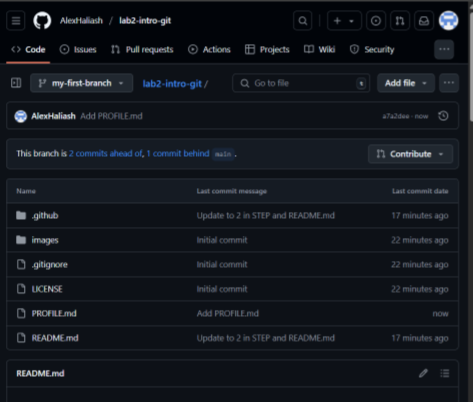 AlexHaliash / lab2-intro-git
Code Issues Pull requests Actions Projects Wiki Security
my-first-branch lab2-intro-git / Go to file Add file
AlexHaliash Add PROFILE.md a7a2dee · now
This branch is 2 commits ahead of, 1 commit behind main . Contribute
Name Last commit message Last commit date
.github Update to 2 in STEP and README.md 17 minutes ago
images Initial commit 22 minutes ago
.gitignore Initial commit 22 minutes ago
LICENSE Initial commit 22 minutes ago
PROFILE.md Add PROFILE.md now
README.md Update to 2 in STEP and README.md 17 minutes ago
README.md